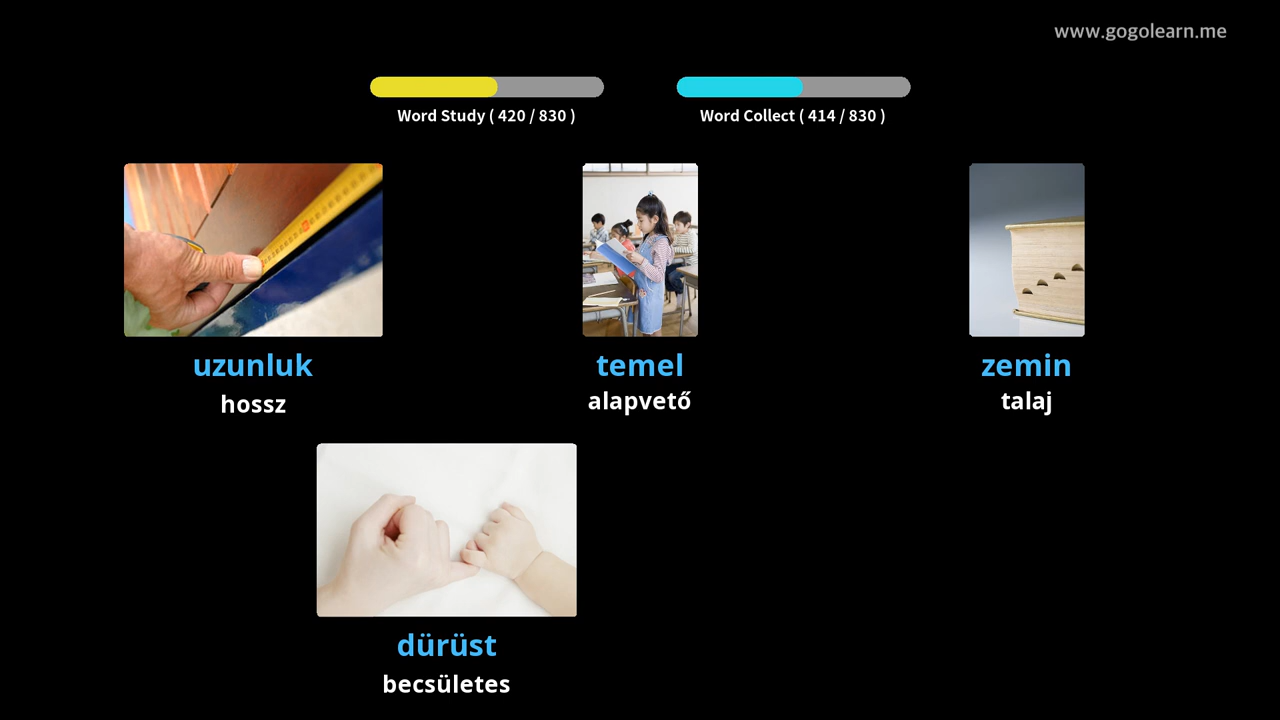 www.gogolearn.me
Word Study ( 420 / 830 )
Word Collect ( 414 / 830 )
uzunluk
hossz
temel
alapvető
zemin
talaj
dürüst
becsületes